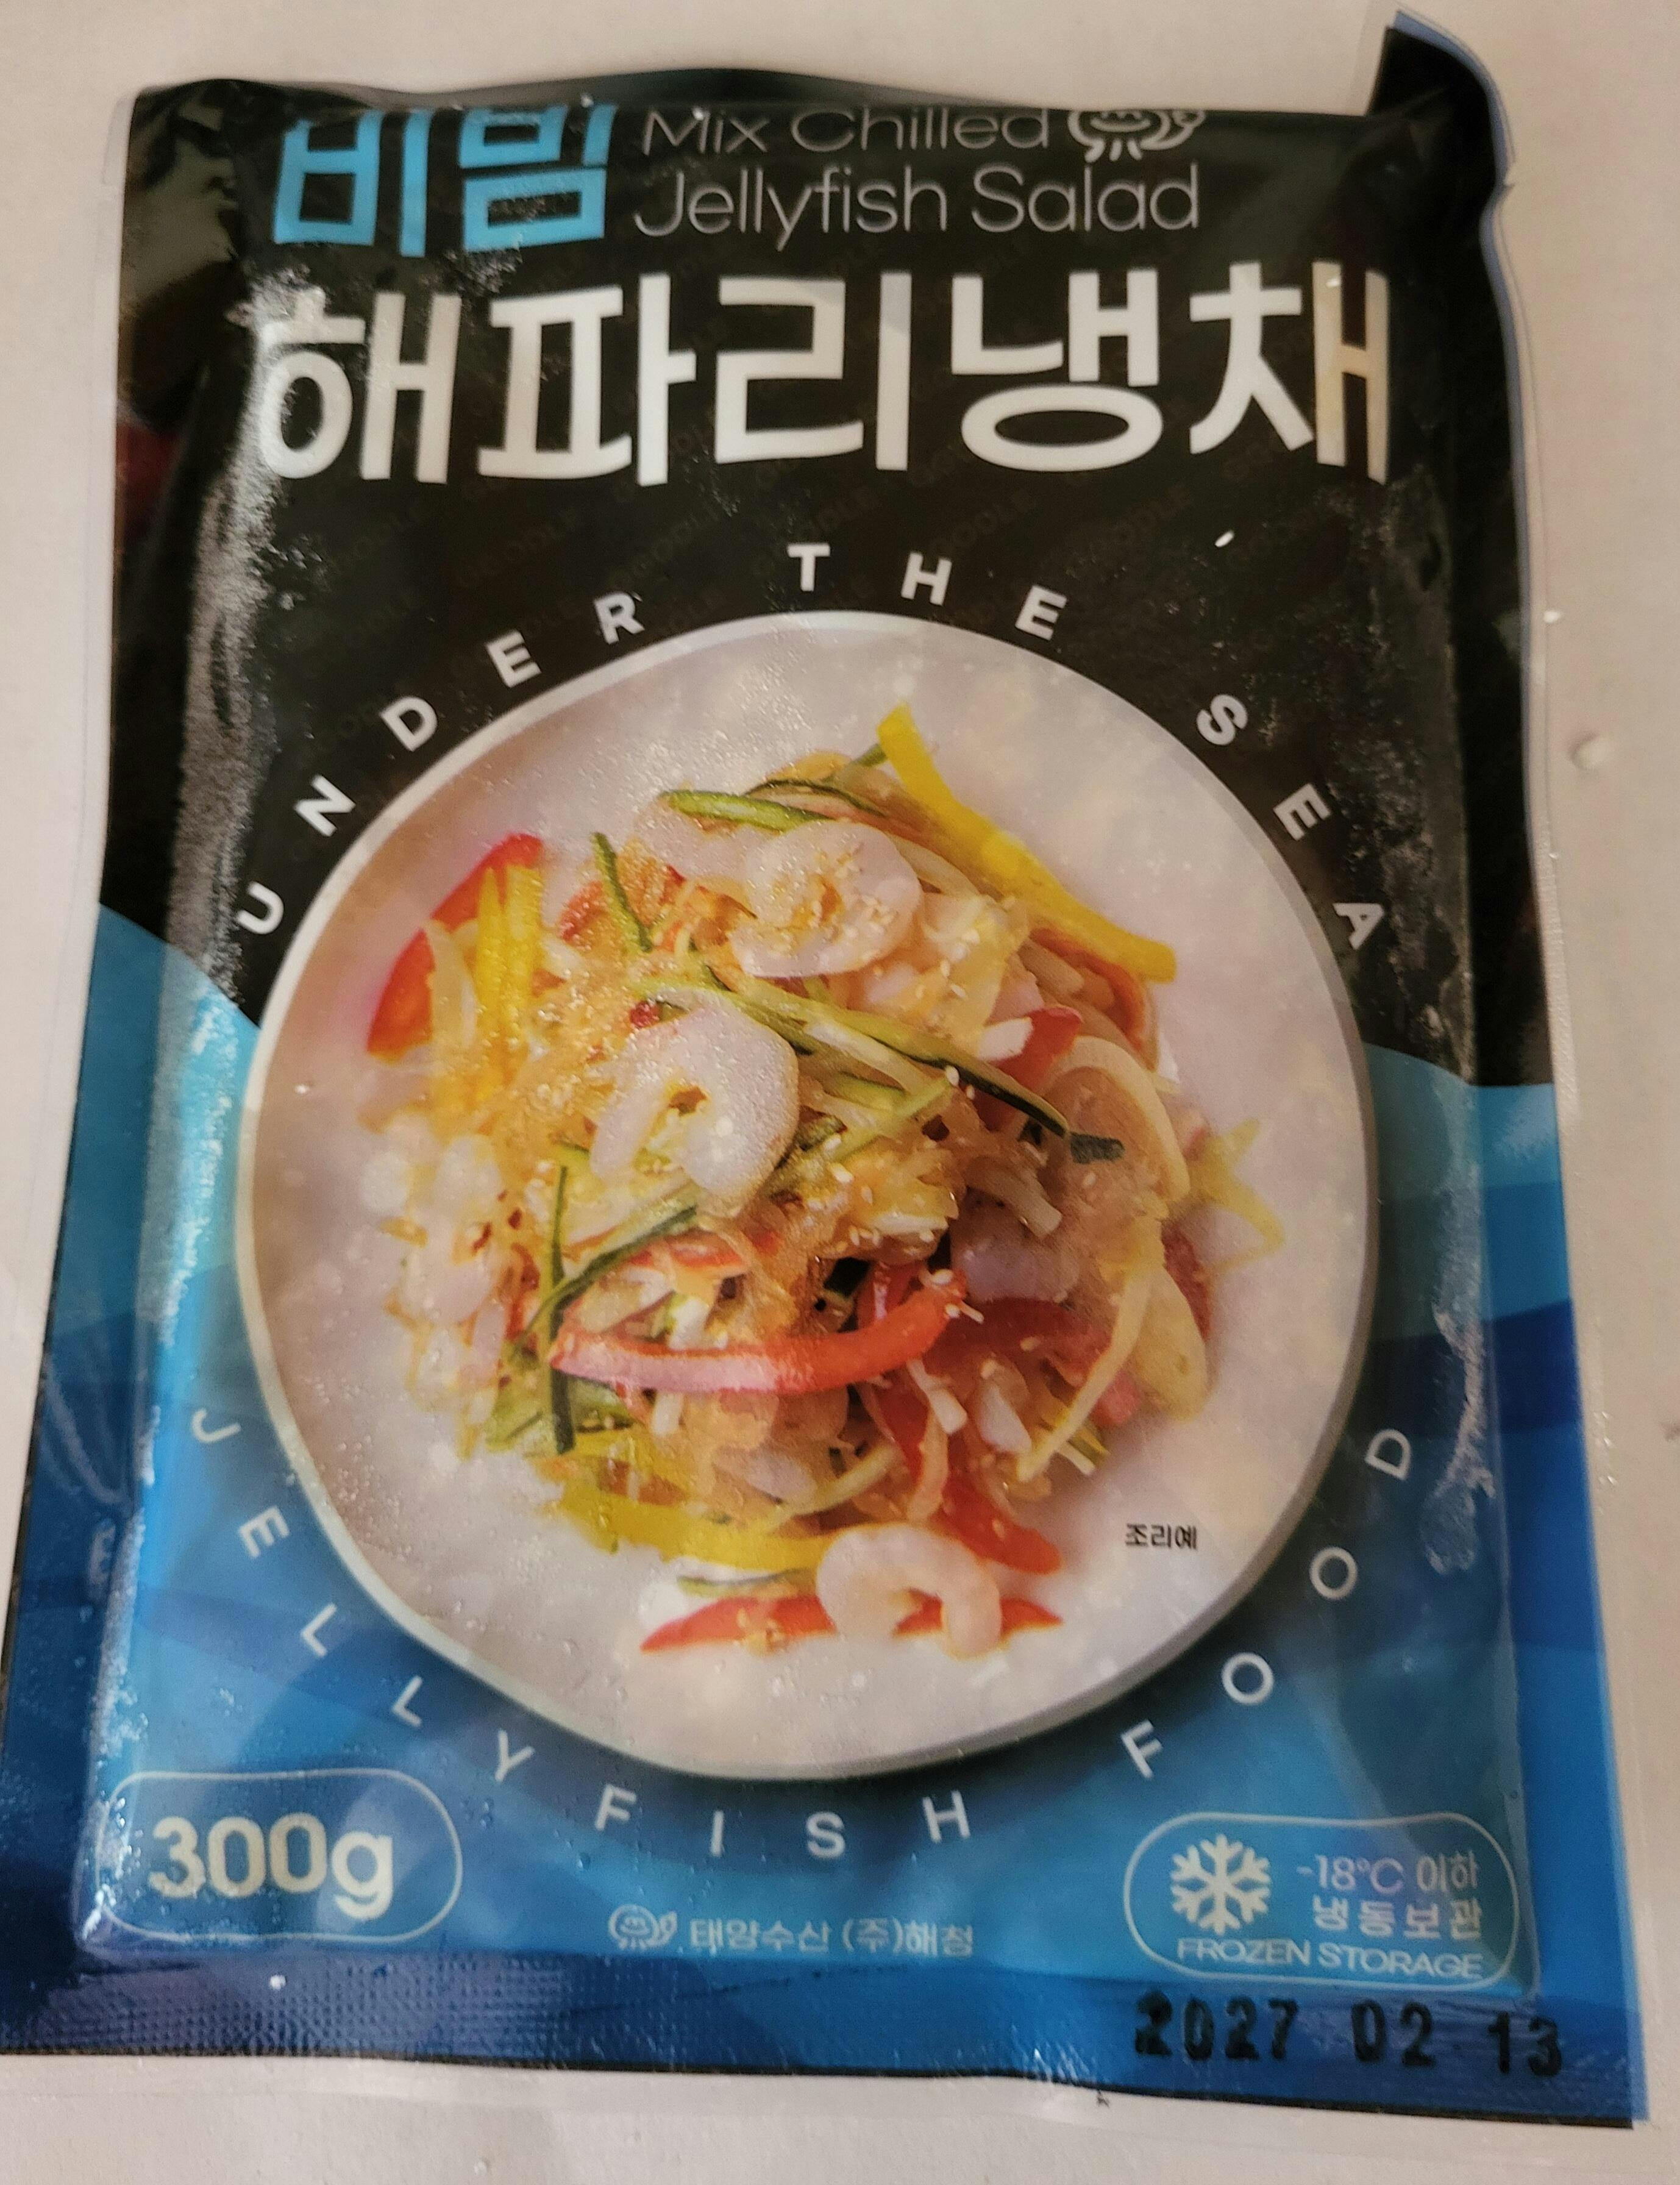 비빔 Mix Chilled
Jellyfish Salad
해파리냉채
UNDER THE SEA
조리예
JELLYFISH FOOD
300g
-18°C 이하
냉동보관
FROZEN STORAGE
태양수산 (주)해청
2027 02 13